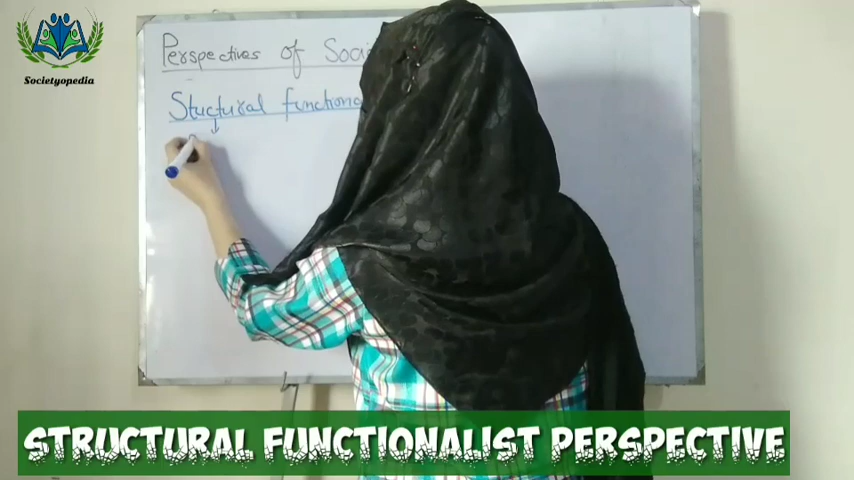 Perspectives of Soci
Stuctural functiona
Societyopedia
STRUCTURAL FUNCTIONALIST PERSPECTIVE